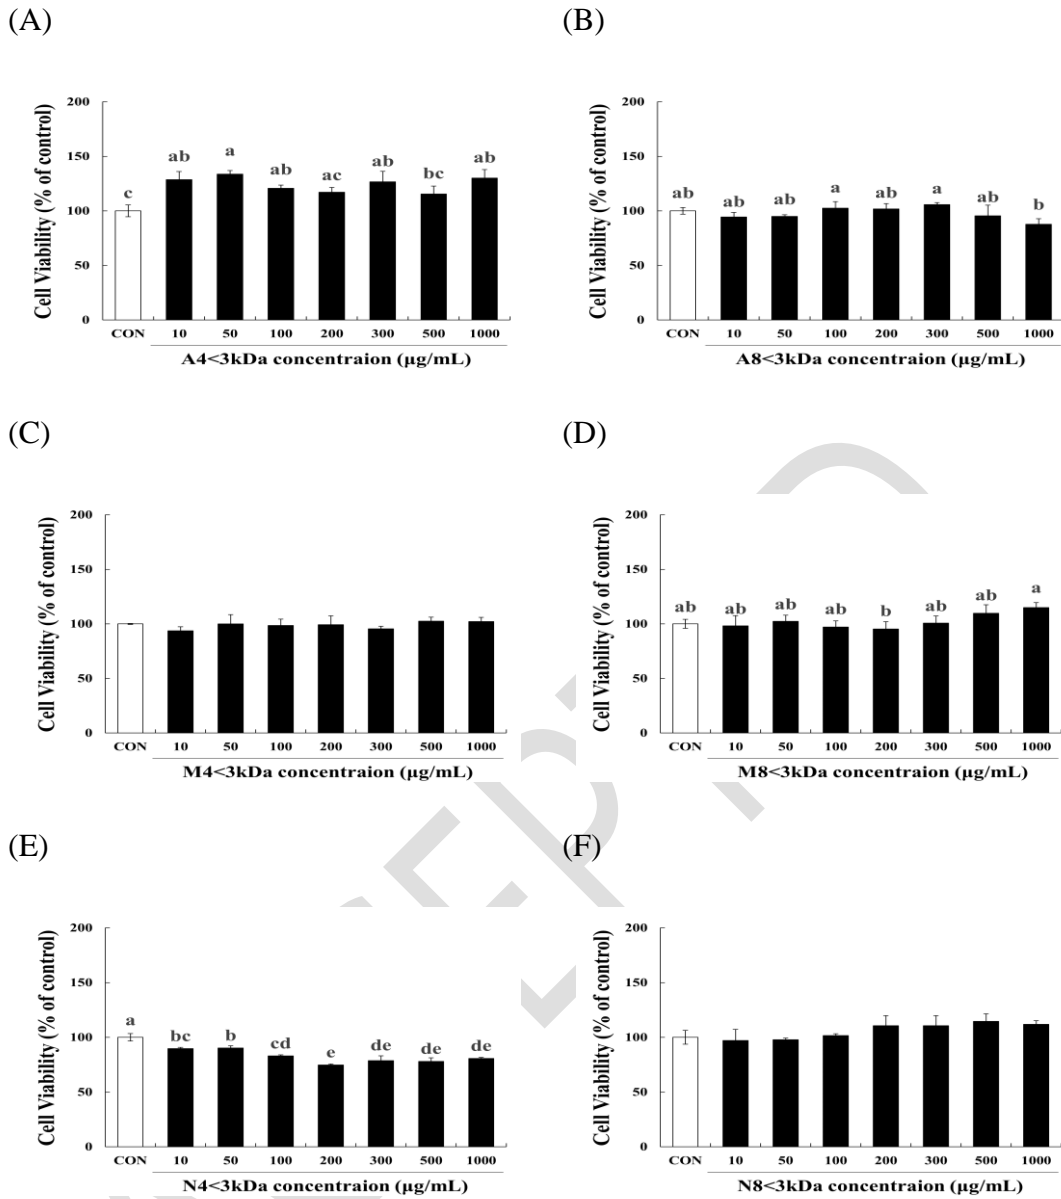 (A)
(B)
200
150
100
50
0
Cell Viability (% of control)
c
ab
a
ab
ac
ab
bc
ab
CON 10 50 100 200 300 500 1000
A4<3kDa concentraion (μg/mL)
200
150
100
50
0
Cell Viability (% of control)
ab
ab
ab
a
ab
a
ab
b
CON 10 50 100 200 300 500 1000
A8<3kDa concentraion (μg/mL)
(C)
(D)
200
150
100
50
0
Cell Viability (% of control)
CON 10 50 100 200 300 500 1000
M4<3kDa concentraion (μg/mL)
200
150
100
50
0
Cell Viability (% of control)
ab
ab
ab
ab
b
ab
ab
a
CON 10 50 100 200 300 500 1000
M8<3kDa concentraion (μg/mL)
(E)
(F)
200
150
100
50
0
Cell Viability (% of control)
a
bc
b
cd
e
de
de
de
CON 10 50 100 200 300 500 1000
N4<3kDa concentraion (μg/mL)
200
150
100
50
0
Cell Viability (% of control)
CON 10 50 100 200 300 500 1000
N8<3kDa concentraion (μg/mL)